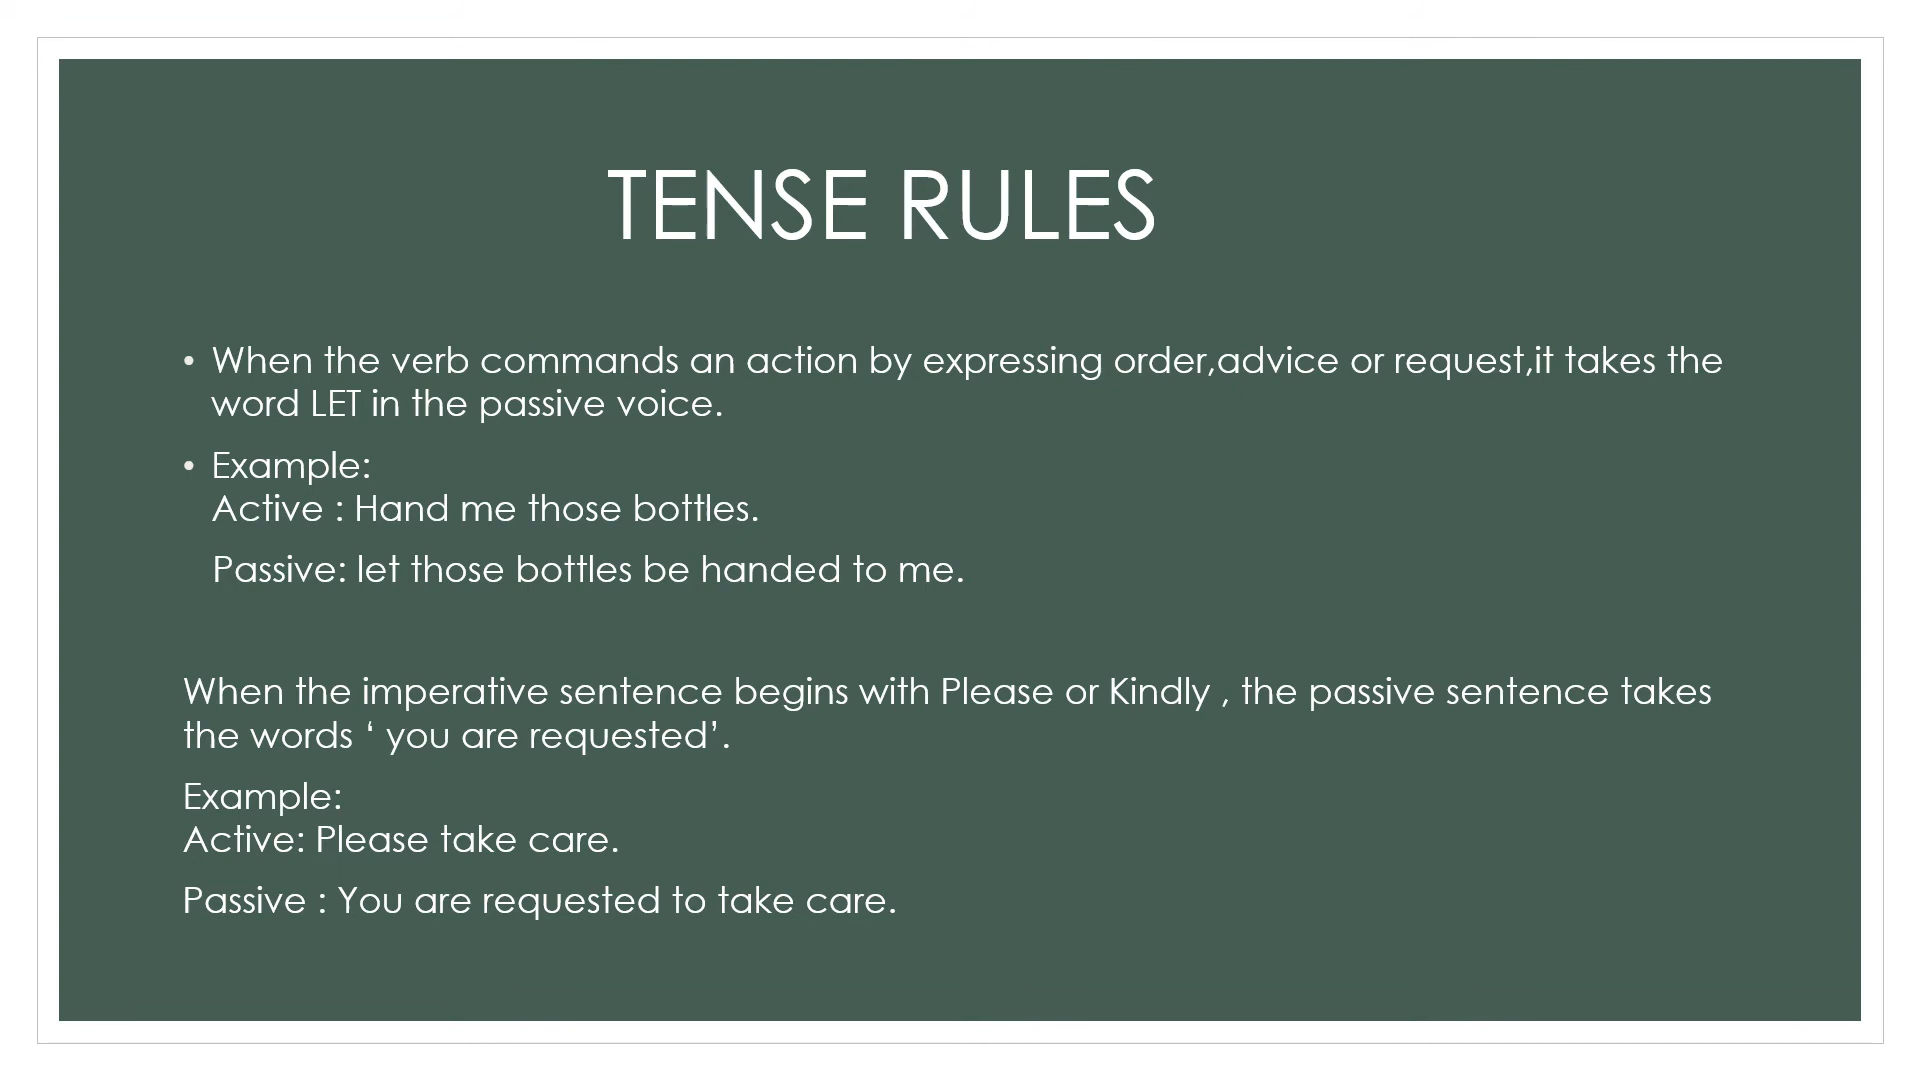 TENSE RULES
• When the verb commands an action by expressing order,advice or request,it takes the
word LET in the passive voice.
• Example:
Active : Hand me those bottles.
Passive: let those bottles be handed to me.
When the imperative sentence begins with Please or Kindly , the passive sentence takes
the words ‘ you are requested’.
Example:
Active: Please take care.
Passive : You are requested to take care.